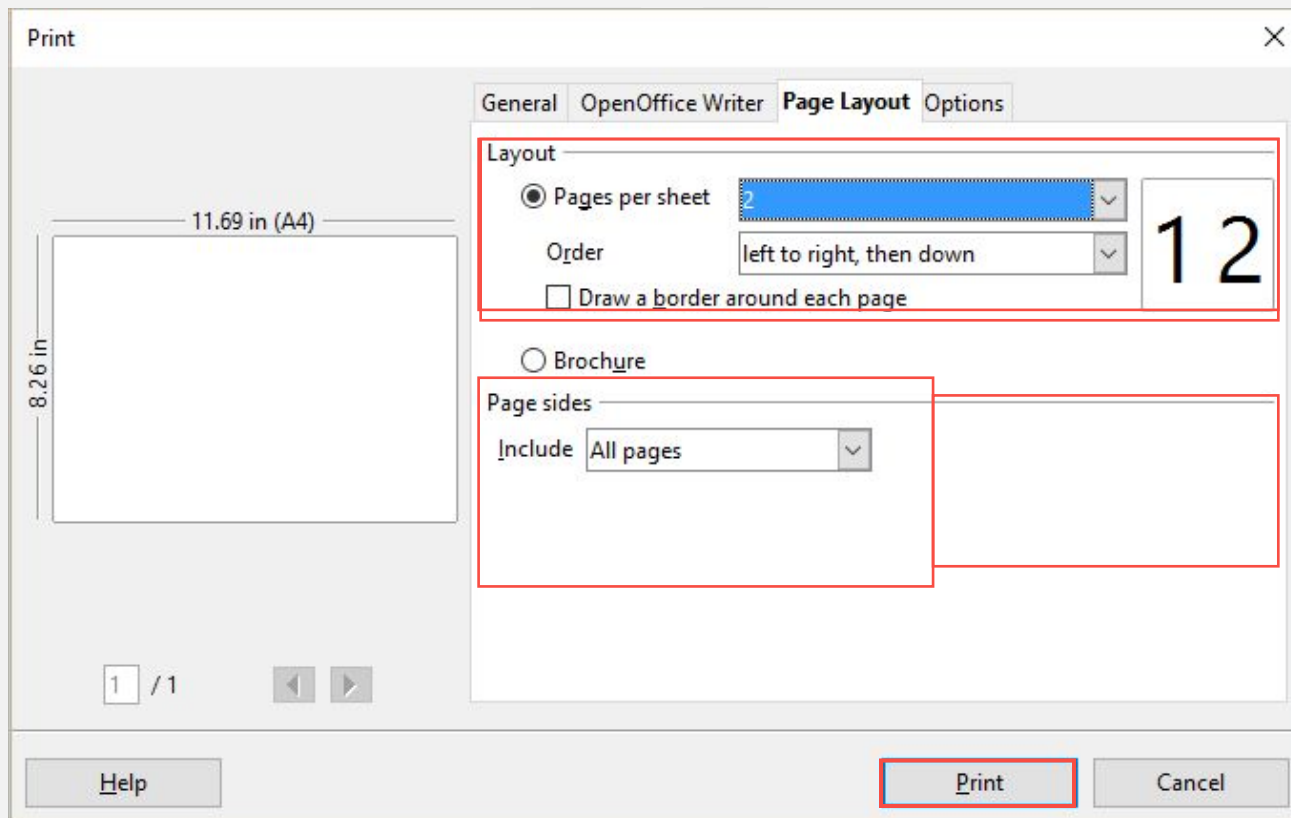 Print
General OpenOffice Writer Page Layout Options
Layout
Pages per sheet 2
Order left to right, then down
Draw a border around each page
1 2
Brochure
Page sides
Include All pages
11.69 in (A4)
8.26 in
1 / 1
Help Print Cancel